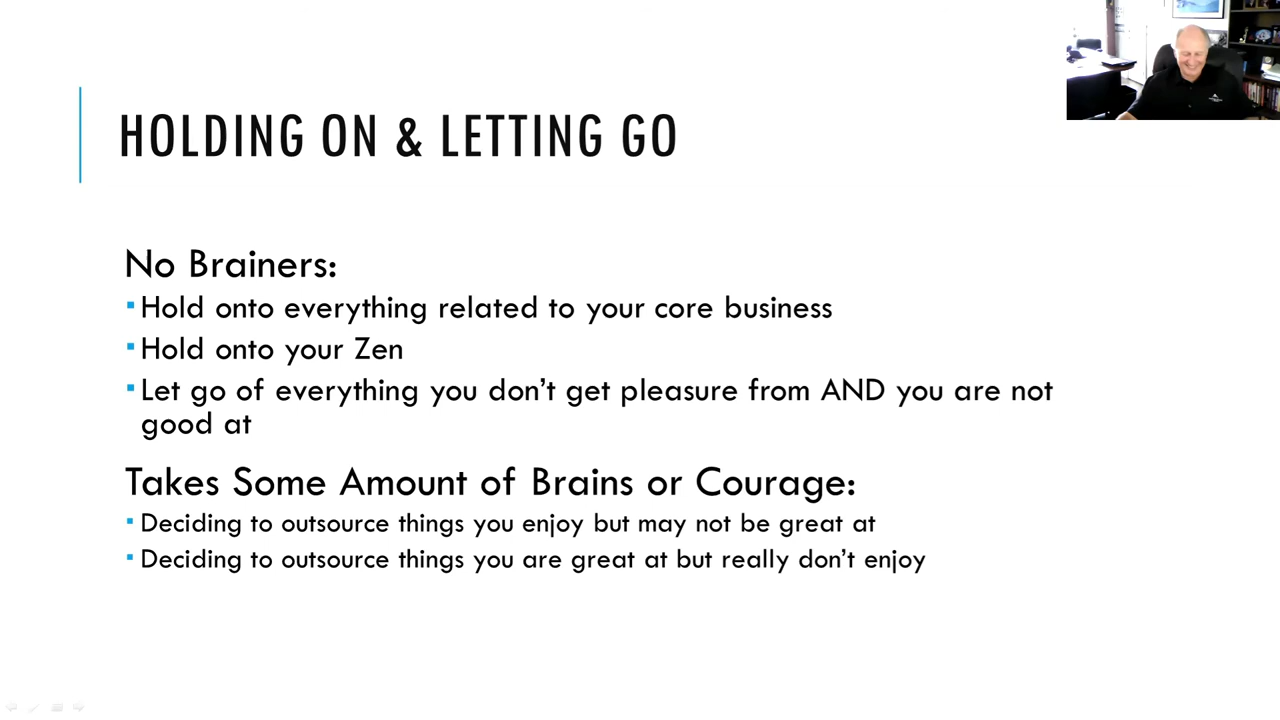 HOLDING ON & LETTING GO
No Brainers:
Hold onto everything related to your core business
Hold onto your Zen
Let go of everything you don't get pleasure from AND you are not
good at
Takes Some Amount of Brains or Courage:
Deciding to outsource things you enjoy but may not be great at
Deciding to outsource things you are great at but really don't enjoy